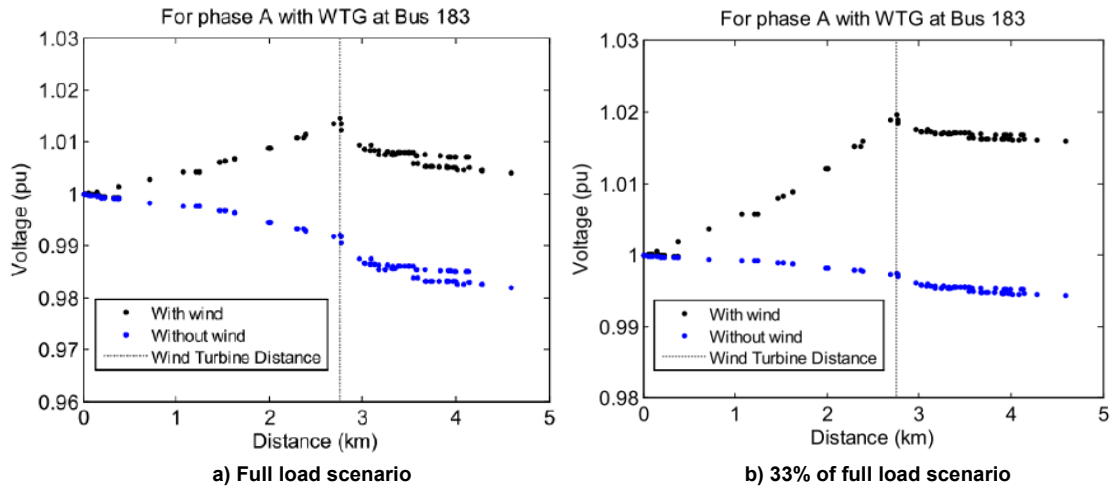 For phase A with WTG at Bus 183
1.03
1.02
1.01
1
0.99
0.98
0.97
0.96
Voltage (pu)
With wind
Without wind
Wind Turbine Distance
0 1 2 3 4 5
Distance (km)
a) Full load scenario
For phase A with WTG at Bus 183
1.03
1.02
1.01
1
0.99
0.98
Voltage (pu)
With wind
Without wind
Wind Turbine Distance
0 1 2 3 4 5
Distance (km)
b) 33% of full load scenario